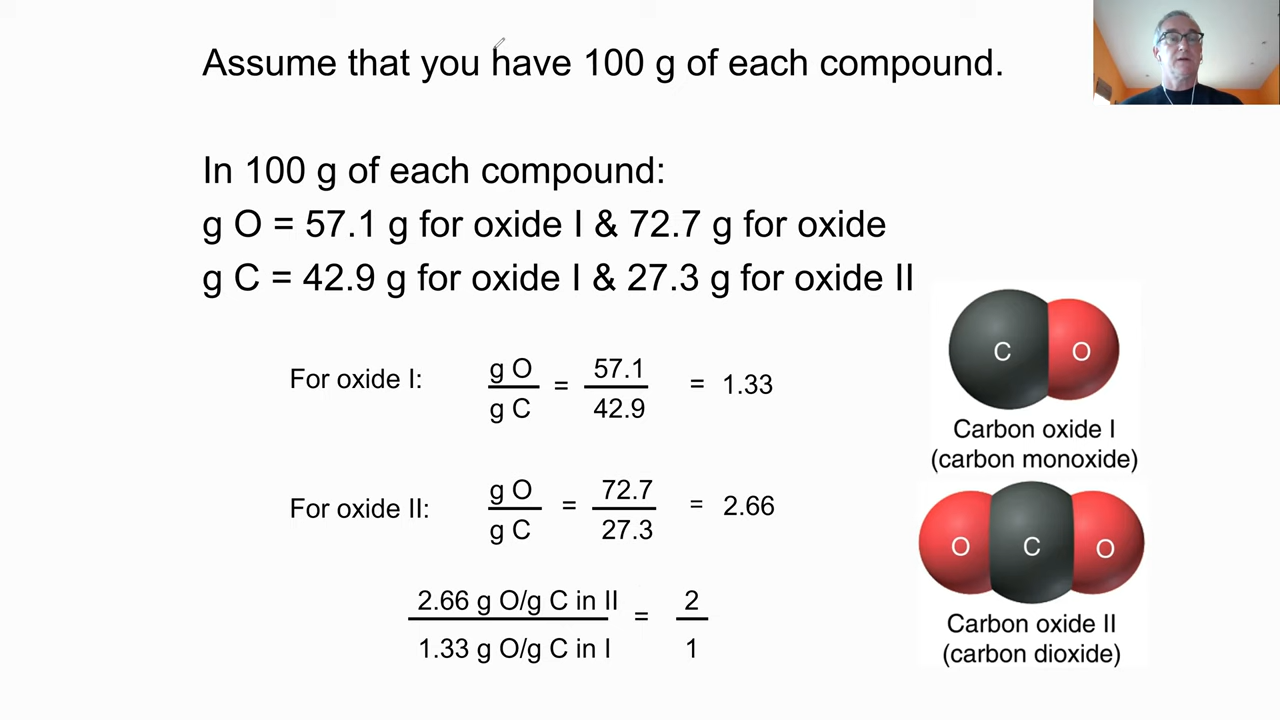 Assume that you have 100 g of each compound.
In 100 g of each compound:
g O = 57.1 g for oxide I & 72.7 g for oxide
g C = 42.9 g for oxide I & 27.3 g for oxide II
For oxide I:
g O
g C
=
57.1
42.9
= 1.33
For oxide II:
g O
g C
=
72.7
27.3
= 2.66
2.66 g O/g C in II
1.33 g O/g C in I
=
2
1
C O
Carbon oxide I
(carbon monoxide)
O C O
Carbon oxide II
(carbon dioxide)